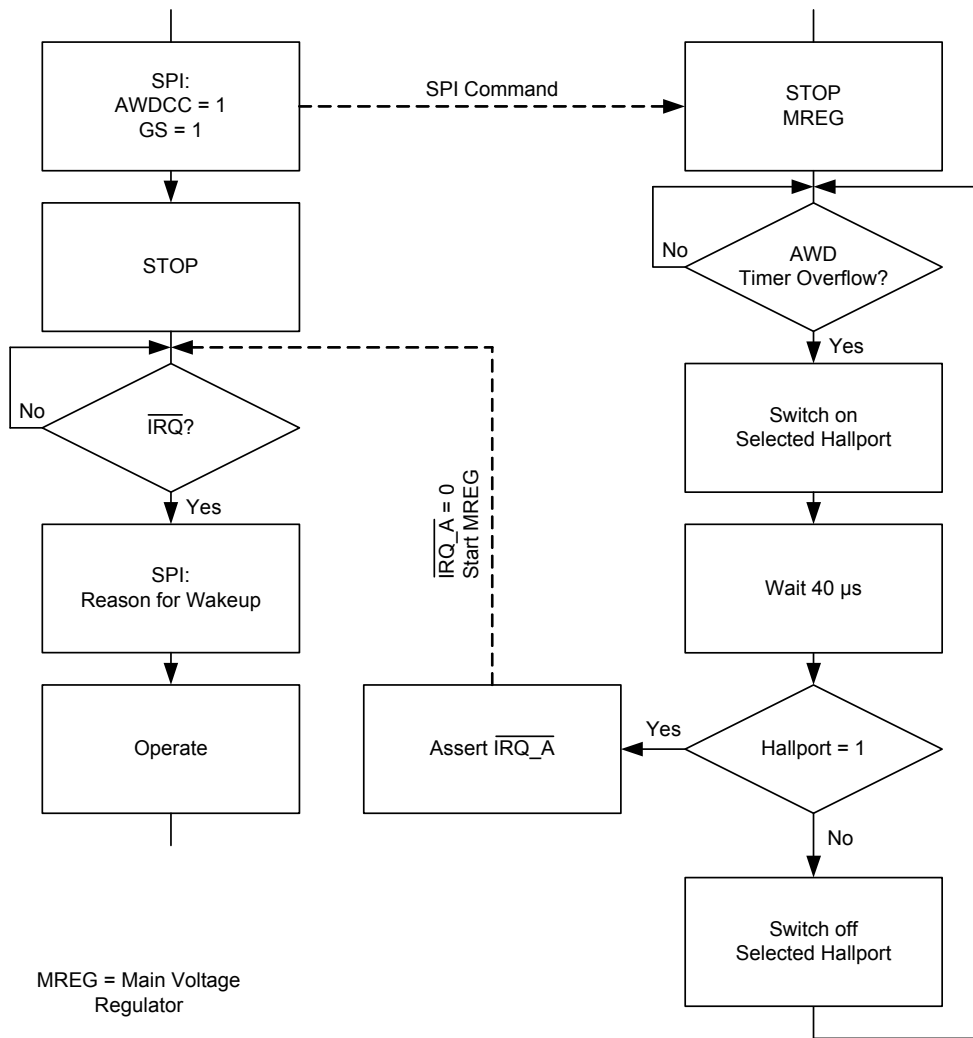 SPI:
AWDCC = 1
GS = 1
SPI Command
STOP
MREG
STOP
No
AWD
Timer Overflow?
Yes
No
IRQ?
Switch on
Selected Hallport
Yes
IRQ_A = 0
Start MREG
SPI:
Reason for Wakeup
Wait 40 µs
Operate
Assert IRQ_A
Yes
Hallport = 1
No
Switch off
Selected Hallport
MREG = Main Voltage
Regulator